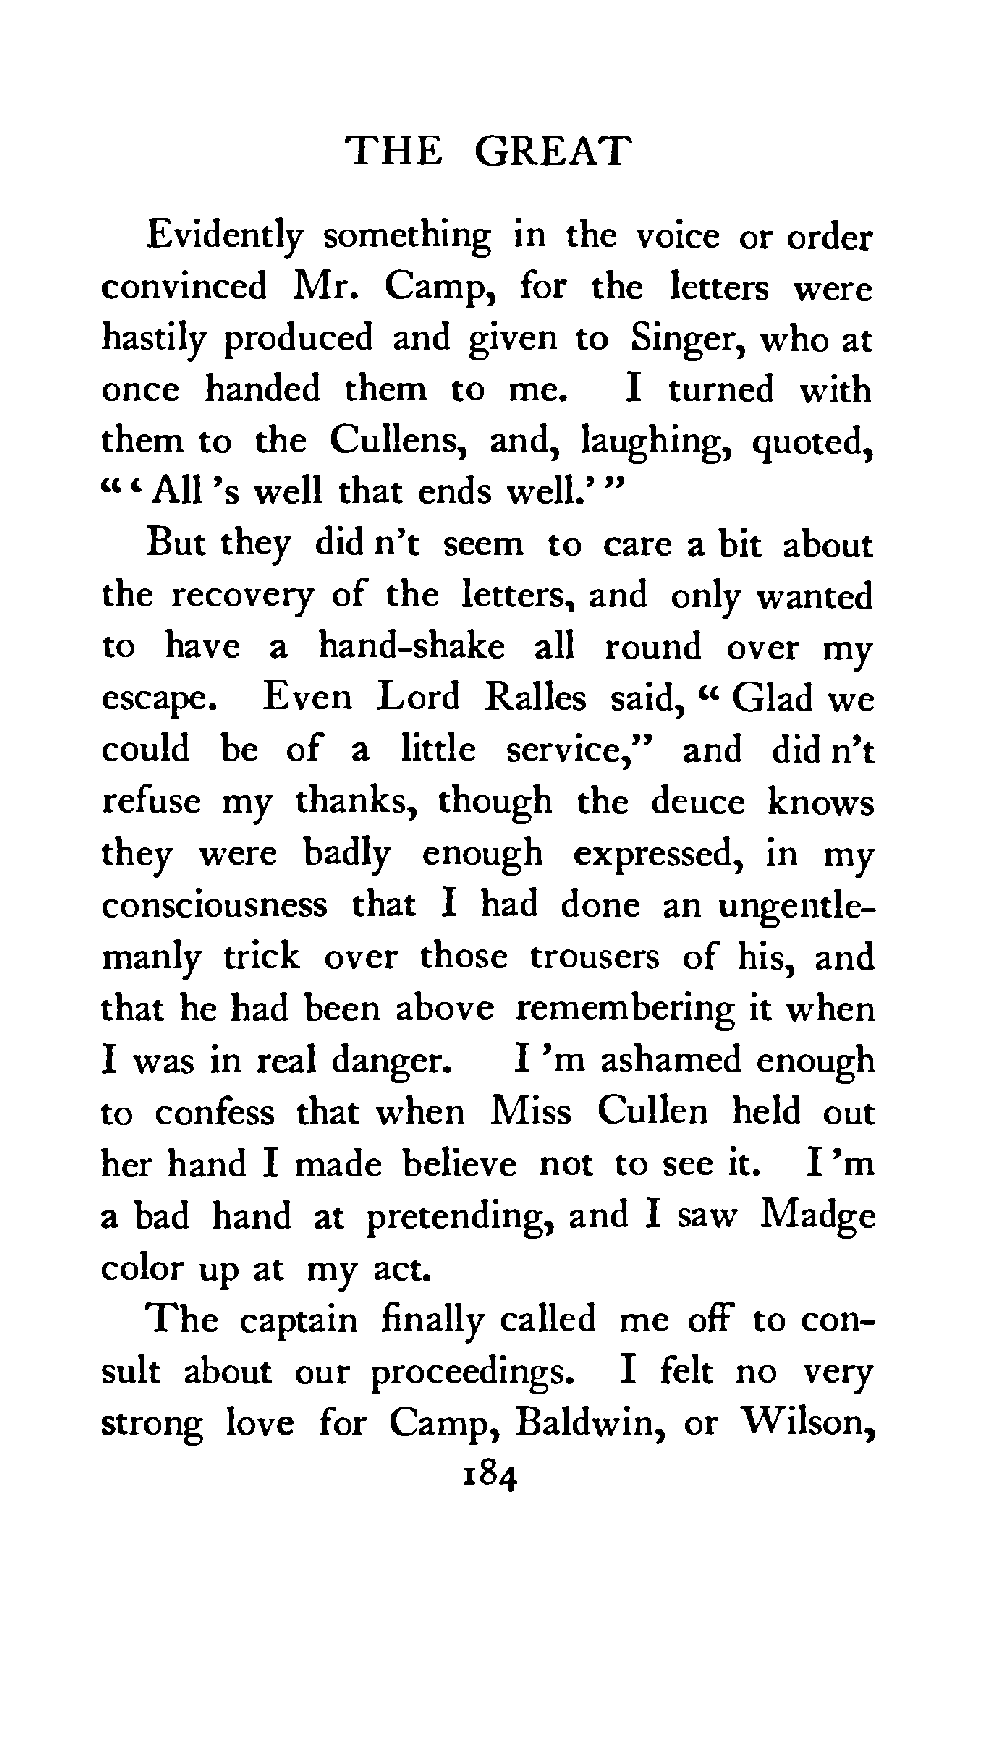 THE GREAT
Evidently something in the voice or order
convinced Mr. Camp, for the letters were
hastily produced and given to Singer, who at
once handed them to me. I turned with
them to the Cullens, and, laughing, quoted,
“‘All 's well that ends well.’”
But they did n't seem to care a bit about
the recovery of the letters, and only wanted
to have a hand-shake all round over my
escape. Even Lord Ralles said, “Glad we
could be of a little service,” and did n't
refuse my thanks, though the deuce knows
they were badly enough expressed, in my
consciousness that I had done an ungentle-
manly trick over those trousers of his, and
that he had been above remembering it when
I was in real danger. I 'm ashamed enough
to confess that when Miss Cullen held out
her hand I made believe not to see it. I 'm
a bad hand at pretending, and I saw Madge
color up at my act.
The captain finally called me off to con-
sult about our proceedings. I felt no very
strong love for Camp, Baldwin, or Wilson,
184